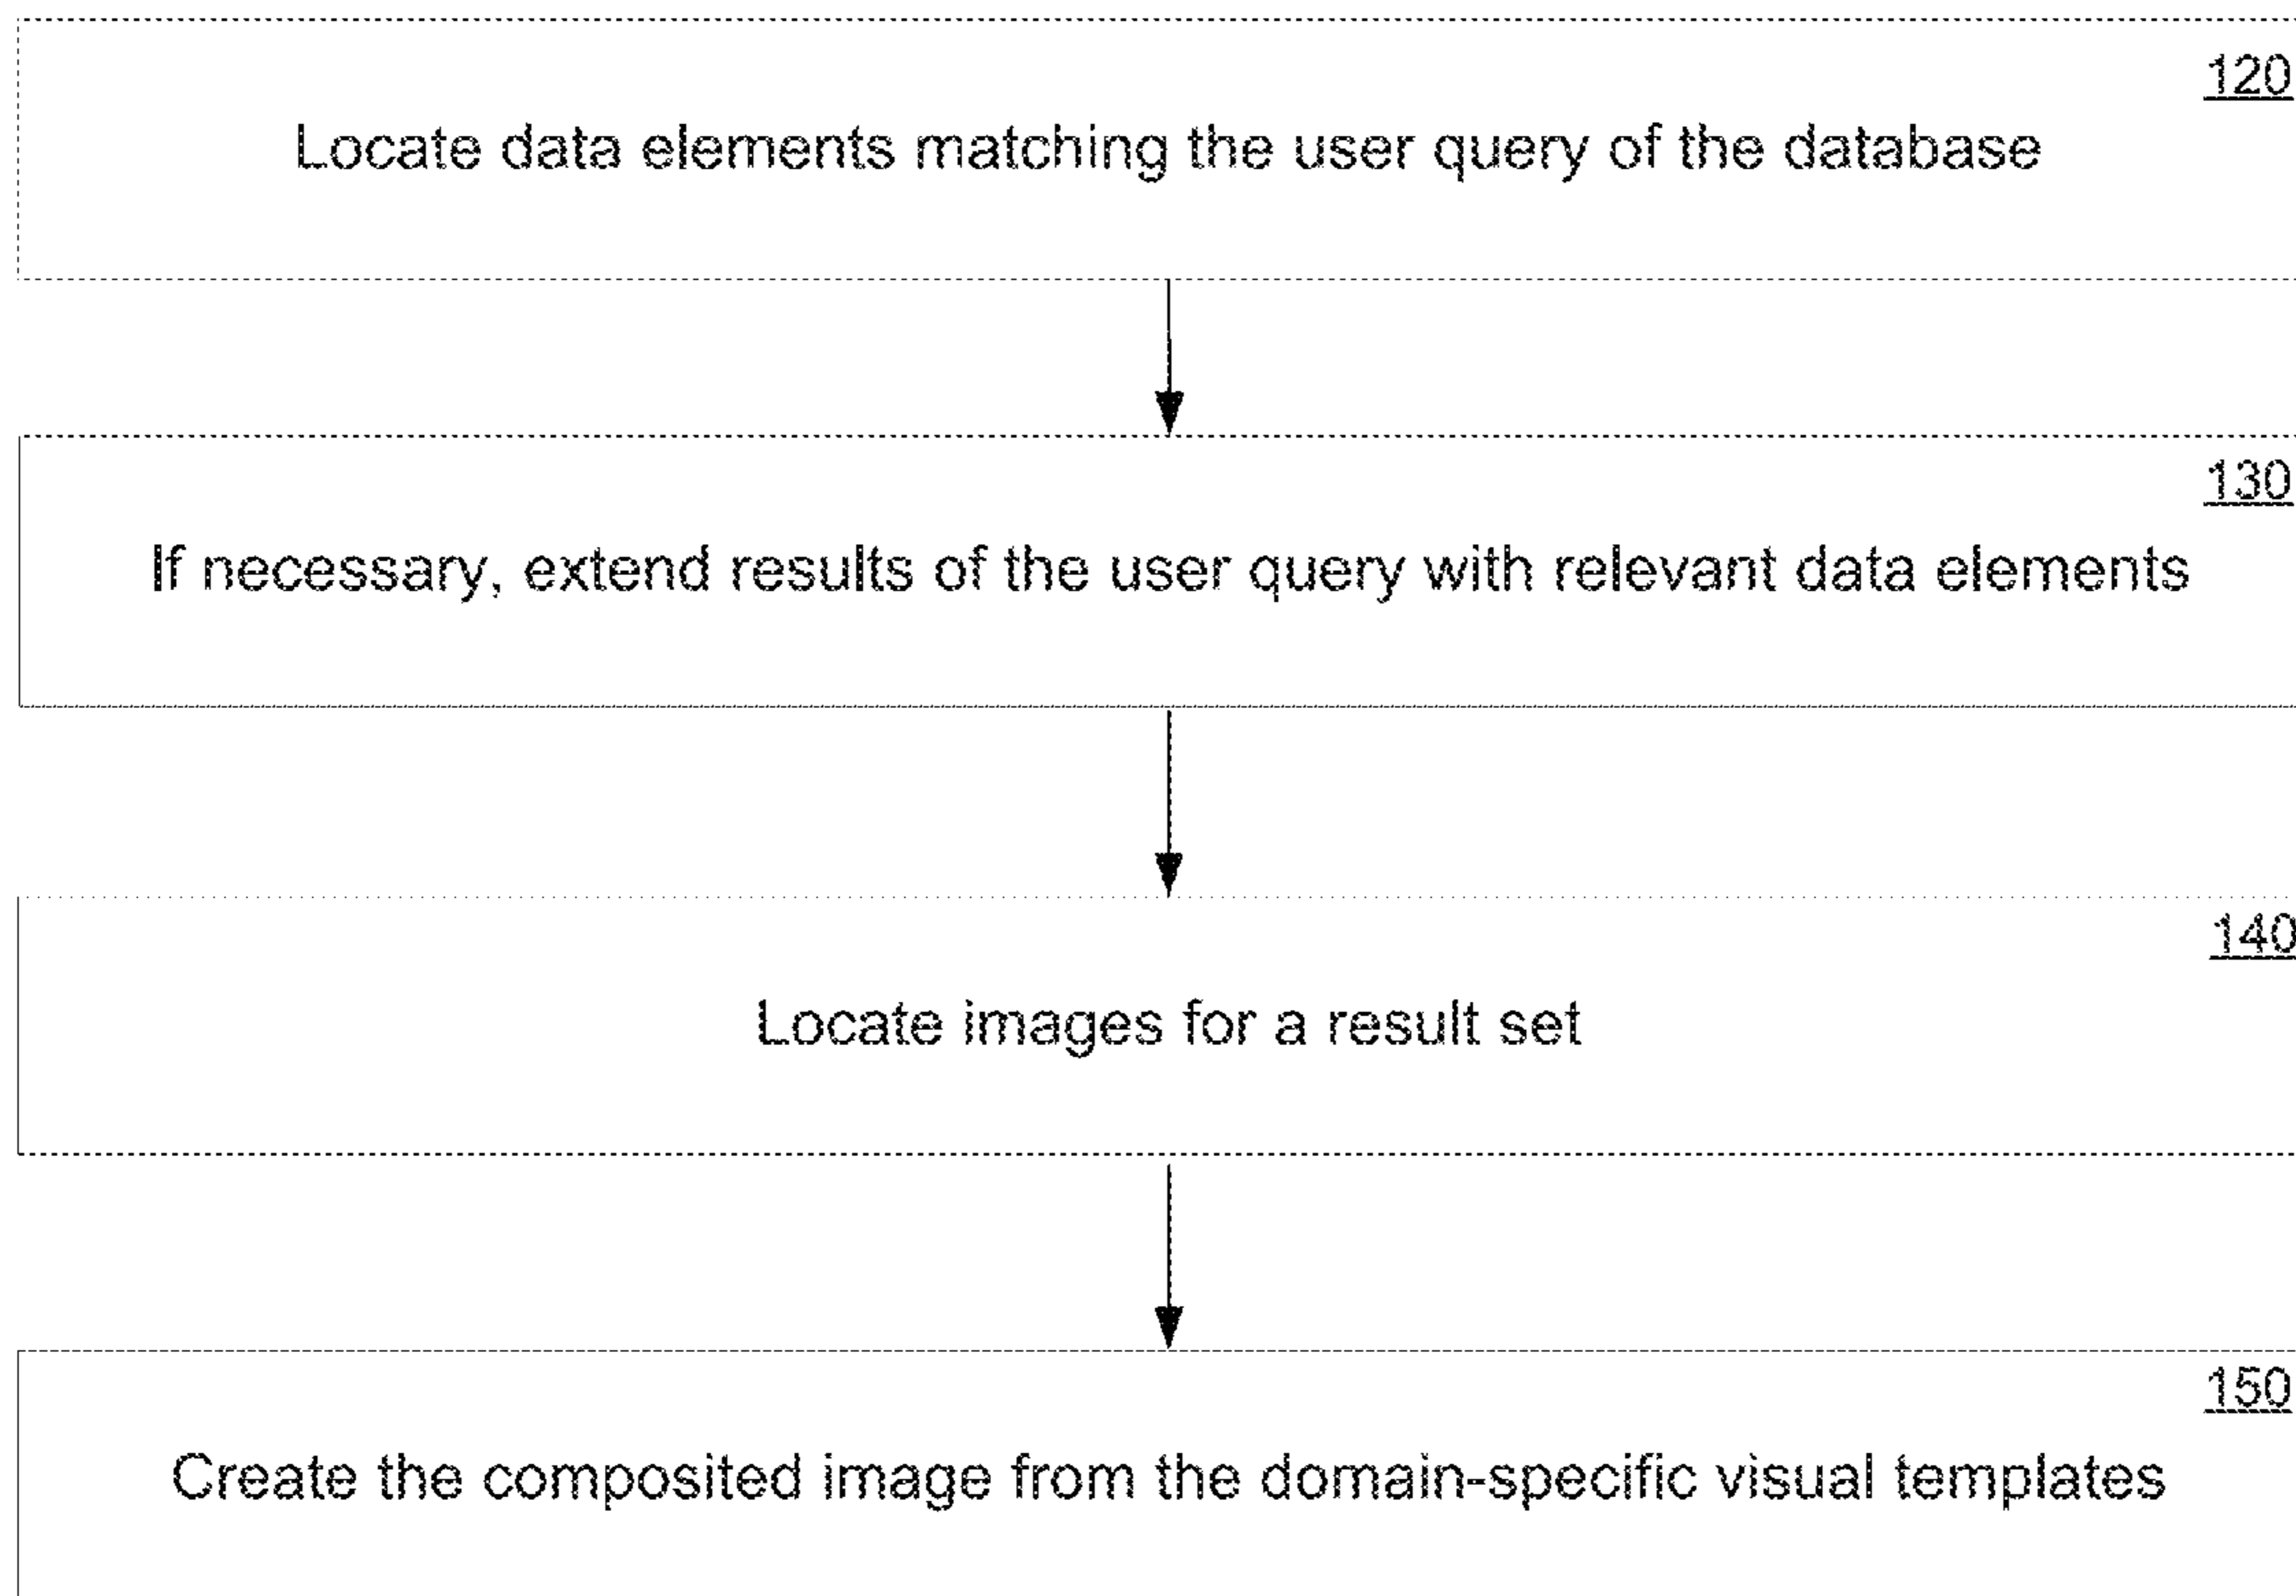 120
Locate data elements matching the user query of the database
130
If necessary, extend results of the user query with relevant data elements
140
Locate images for a result set
150
Create the composited image from the domain-specific visual templates